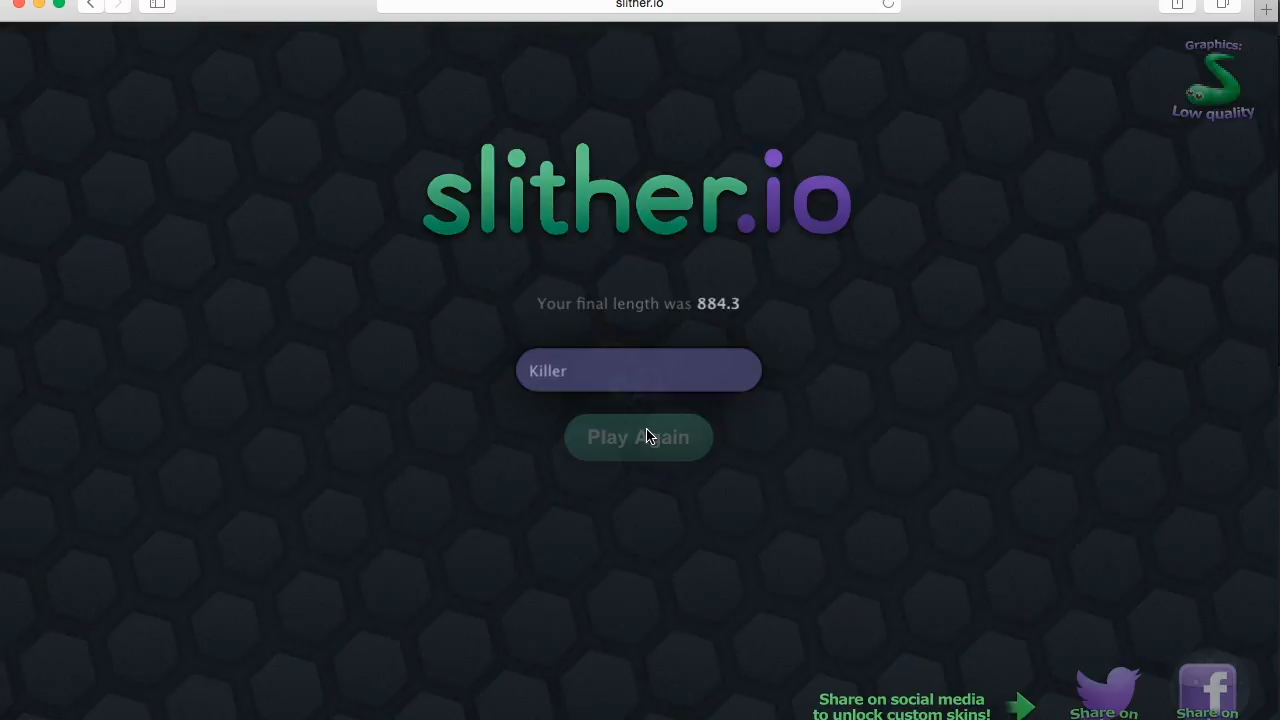 slither.io
Graphics:
Low quality
slither.io
Your final length was 884.3
Killer
Play Again
Share on social media
to unlock custom skins!
Share on
Share on